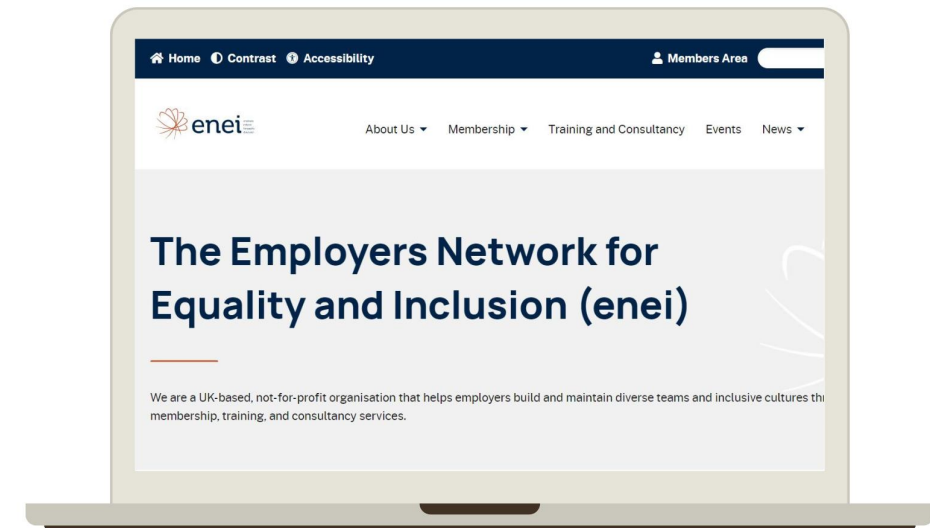 Home Contrast Accessibility Members Area
enei
About Us Membership Training and Consultancy Events News
The Employers Network for
Equality and Inclusion (enei)
We are a UK-based, not-for-profit organisation that helps employers build and maintain diverse teams and inclusive cultures
membership, training, and consultancy services.